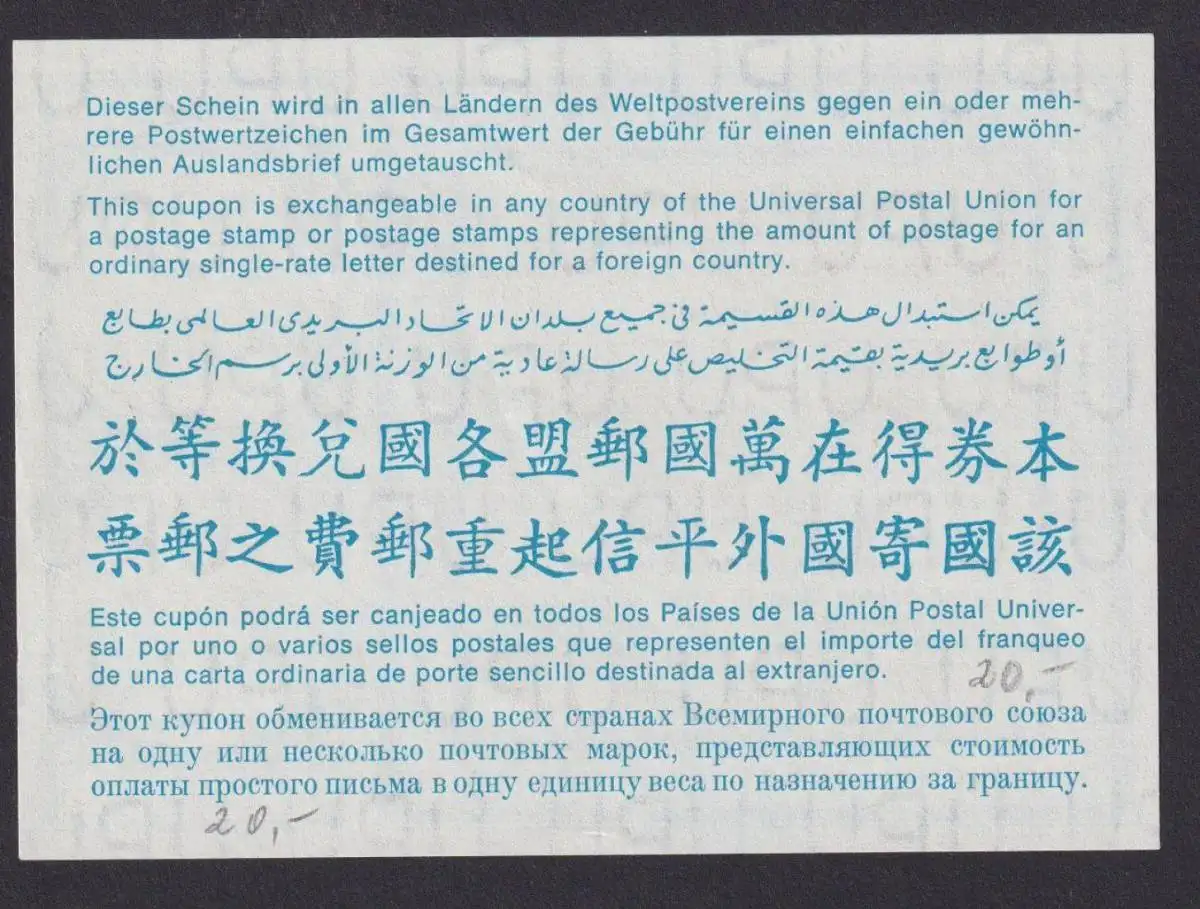 Dieser Schein wird in allen Ländern des Weltpostvereins gegen ein oder meh-
rere Postwertzeichen im Gesamtwert der Gebühr für einen einfachen gewöhn-
lichen Auslandsbrief umgetauscht.
This coupon is exchangeable in any country of the Universal Postal Union for
a postage stamp or postage stamps representing the amount of postage for an
ordinary single-rate letter destined for a foreign country.
يمكن استبدال هذه القسيمة فى جميع بلدان الاتحاد البريدى العالمى بطابع
أو طوابع بريدية بقيمة التخليص على رسالة عادية من الوزنة الأولى برسم الخارج
本券得在萬國郵盟各國兌換等於
該國寄國外平信起重郵費之郵票
Este cupón podrá ser canjeado en todos los Países de la Unión Postal Univer-
sal por uno o varios sellos postales que representen el importe del franqueo
de una carta ordinaria de porte sencillo destinada al extranjero.
20,-
Этот купон обменивается во всех странах Всемирного почтового союза
на одну или несколько почтовых марок, представляющих стоимость
оплаты простого письма в одну единицу веса по назначению за границу.
20,-